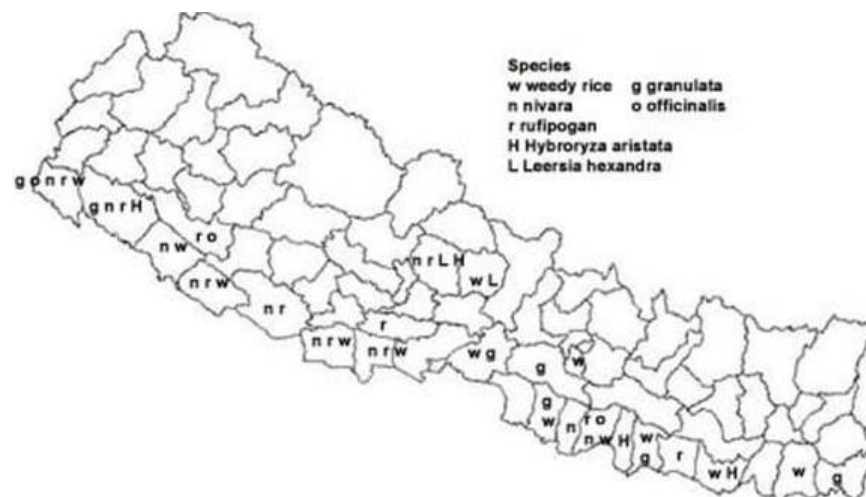 Species
w weedy rice g granulata
n nivara o officinalis
r rufipogan
H Hybroryza aristata
L Leersia hexandra
g o n r w
g n r H
r o
n w
n r L H
w L
n r w
n r
r
n r w
n r w
w g
g
w
g
w
n
r o
n w
H
w
g
r
w H
w
g